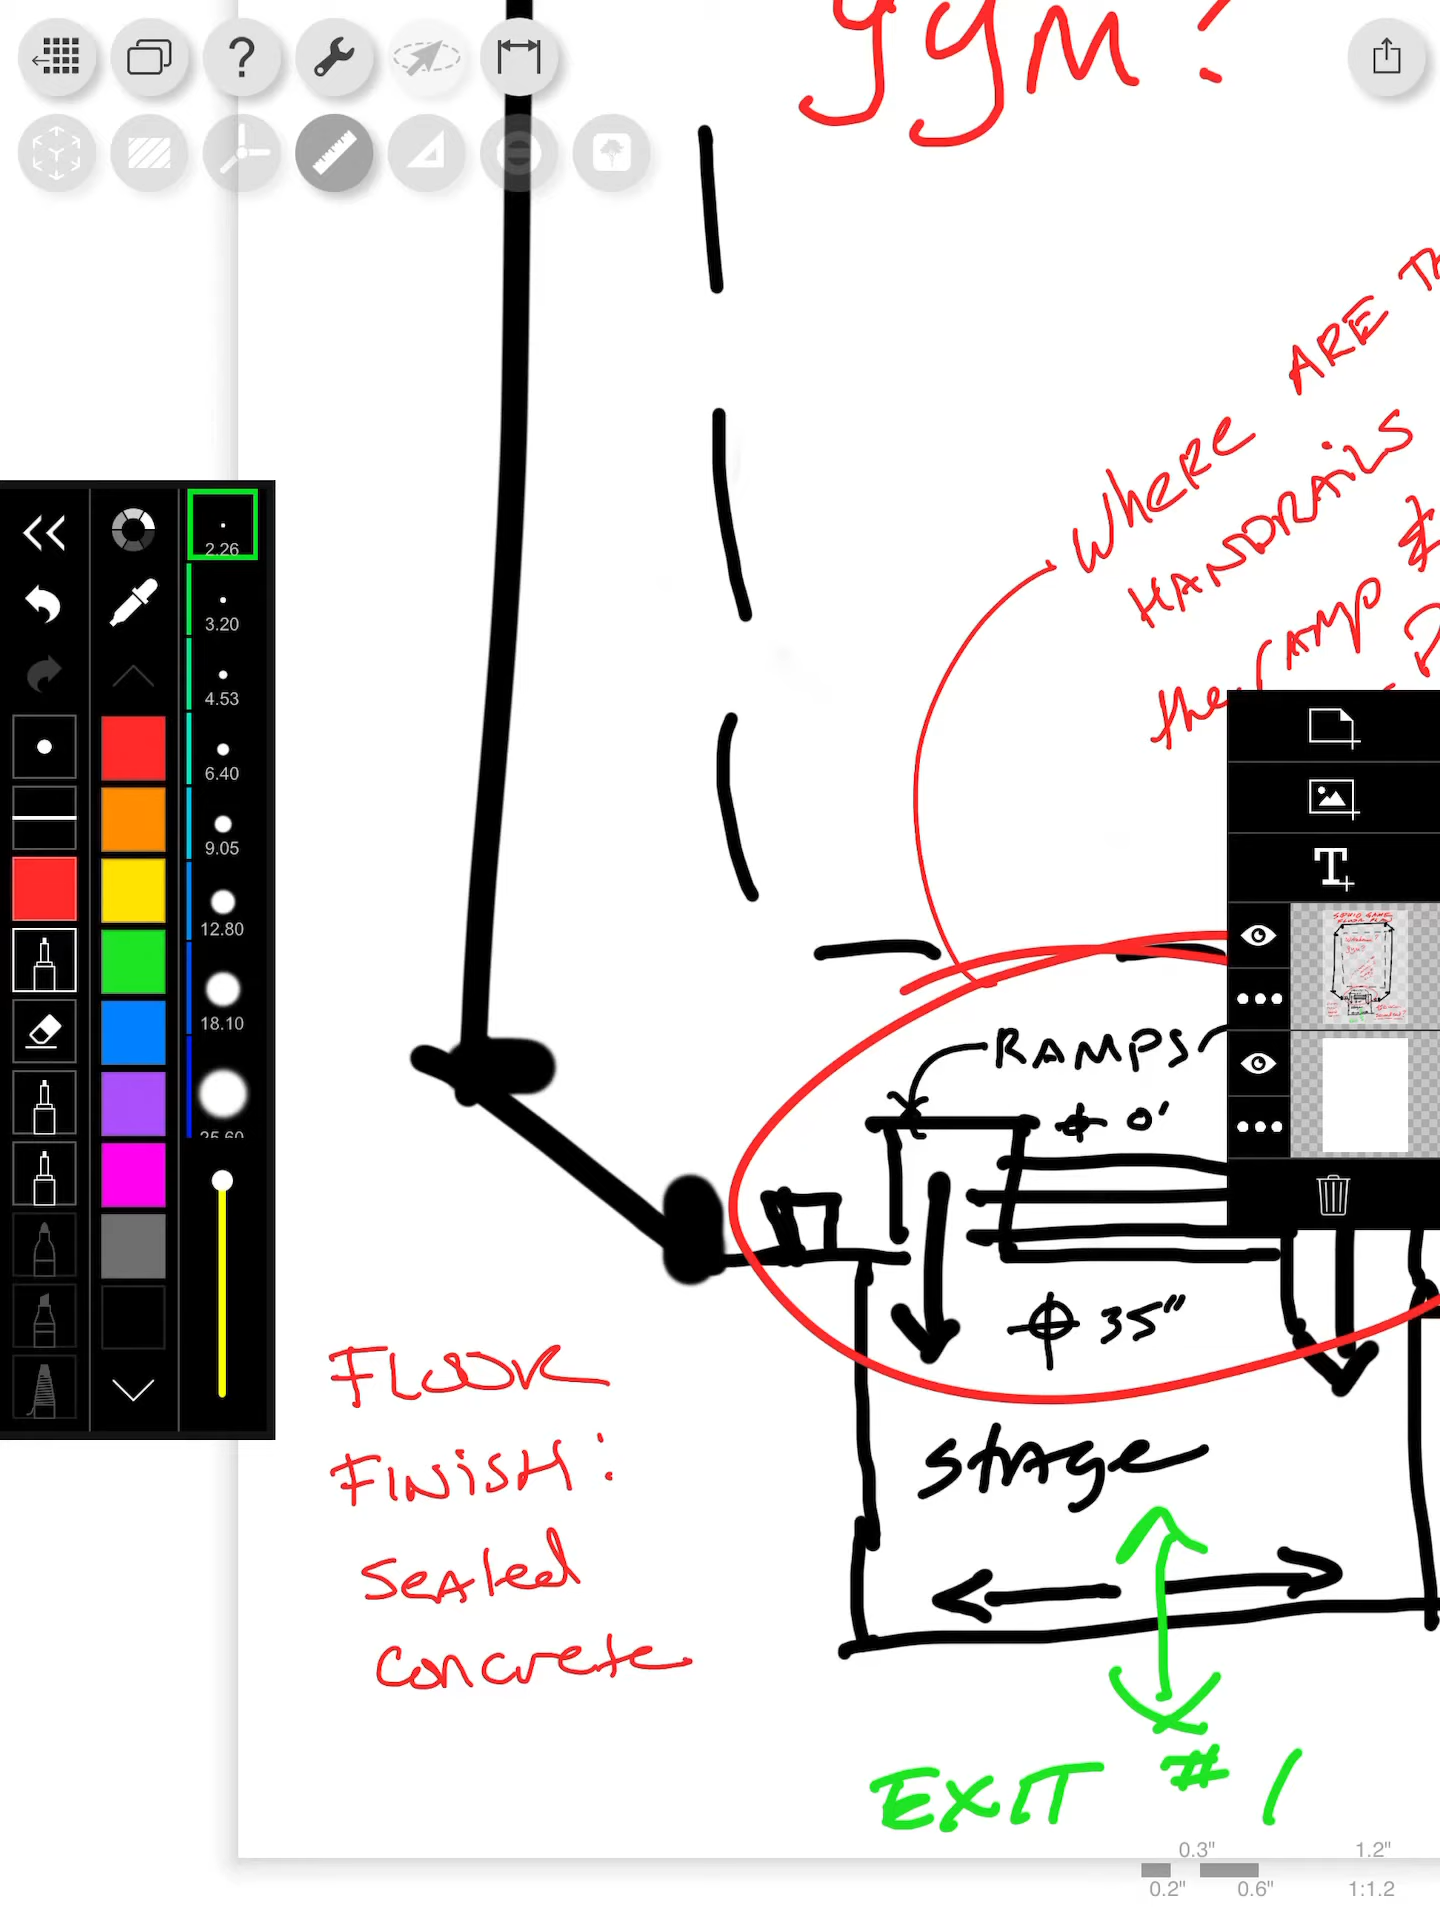 gym?
?
WHERE ARE
HANDRAILS
the ramp &
2.26
3.20
4.53
6.40
9.05
12.80
18.10
25.60
T
RAMPS
0'
35"
FLOOR
FINISH:
Sealed
concrete
stage
EXIT #1
0.3" 1.2"
0.2" 0.6" 1:1.2